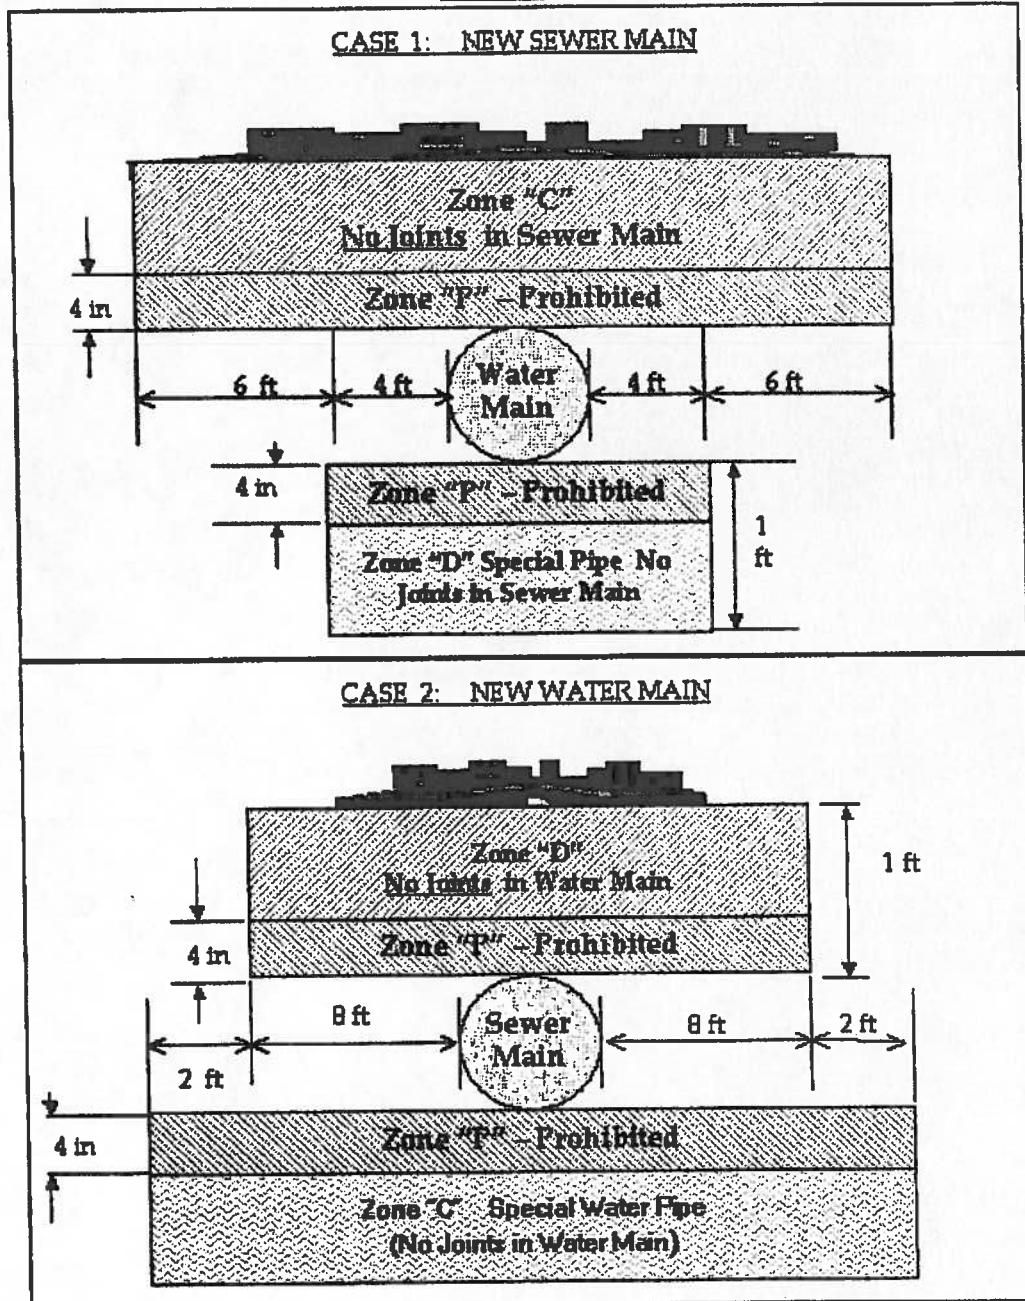 CASE 1: NEW SEWER MAIN
Zone "C"
No Joints in Sewer Main
4 in
Zone "P" – Prohibited
6 ft
4 ft
Water
Main
4 ft
6 ft
4 in
Zone "P" – Prohibited
1
ft
Zone "D" Special Pipe No
Joints in Sewer Main
CASE 2: NEW WATER MAIN
Zone "D"
No Joints in Water Main
1 ft
4 in
Zone "P" – Prohibited
8 ft
Sewer
Main
8 ft
2 ft
2 ft
4 in
Zone "P" – Prohibited
Zone "C" Special Water Pipe
(No Joints in Water Main)